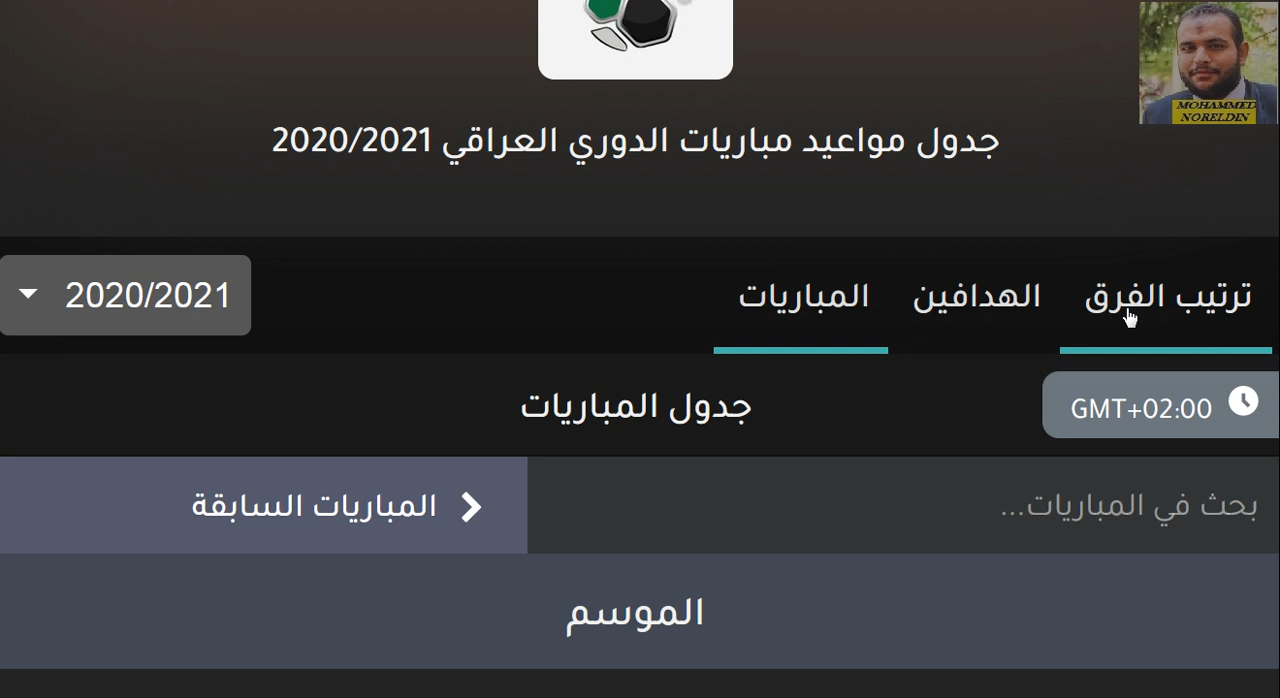 MOHAMMED
NORELDIN
جدول مواعيد مباريات الدوري العراقي 2020/2021
ترتيب الفرق
الهدافين
المباريات
2020/2021
GMT+02:00
جدول المباريات
بحث في المباريات...
المباريات السابقة
الموسم